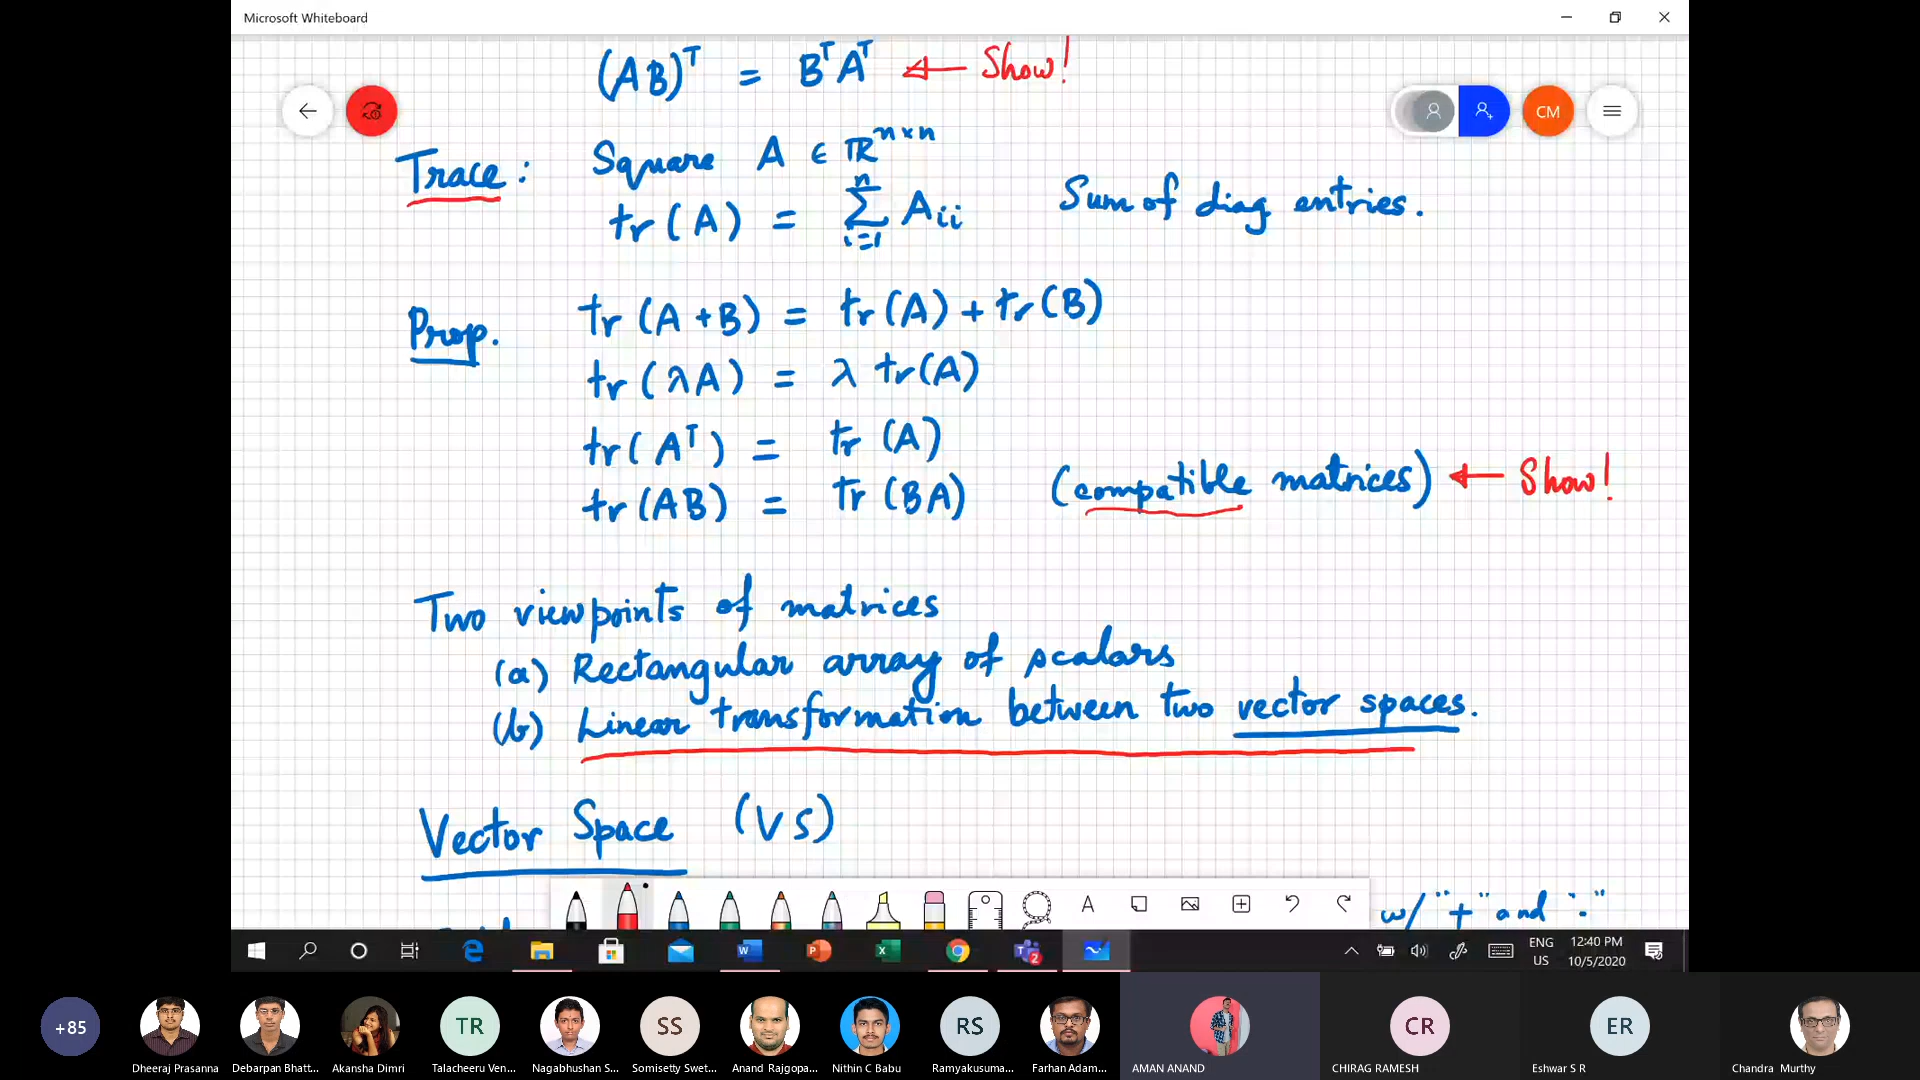 Microsoft Whiteboard
(AB)ᵀ = BᵀAᵀ ← Show!
CM
Trace: Square A ∈ ℝⁿˣⁿ
tr(A) = Σⁿᵢ₌₁ Aᵢᵢ Sum of diag entries.
Prop. tr(A+B) = tr(A) + tr(B)
tr(λA) = λ tr(A)
tr(Aᵀ) = tr(A)
tr(AB) = tr(BA) (compatible matrices) ← Show!
Two viewpoints of matrices
(a) Rectangular array of scalars
(b) Linear transformation between two vector spaces.
Vector Space (VS)
w/ "+" and "·"
ENG 12:40 PM
US 10/5/2020
+85 TR SS RS CR ER
Dheeraj Prasanna Debarpan Bhatt... Akansha Dimri Talacheeru Ven... Nagabhushan S... Somisetty Swet... Anand Rajgopa... Nithin C Babu Ramyakusuma... Farhan Adam... AMAN ANAND CHIRAG RAMESH Eshwar S R Chandra Murthy